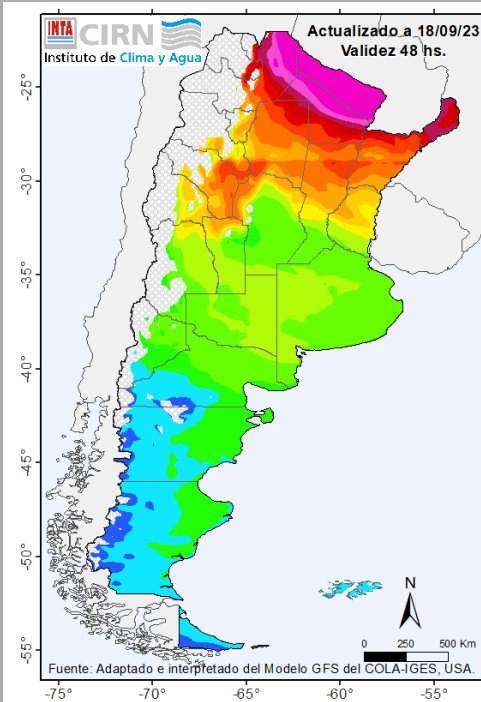 INTA CIRN
Instituto de Clima y Agua
Actualizado a 18/09/23
Validez 48 hs.
-25°
-30°
-35°
-40°
-45°
-50°
-55°
N
0 250 500 Km
Fuente: Adaptado e interpretado del Modelo GFS del COLA-IGES, USA.
-75° -70° -65° -60° -55°